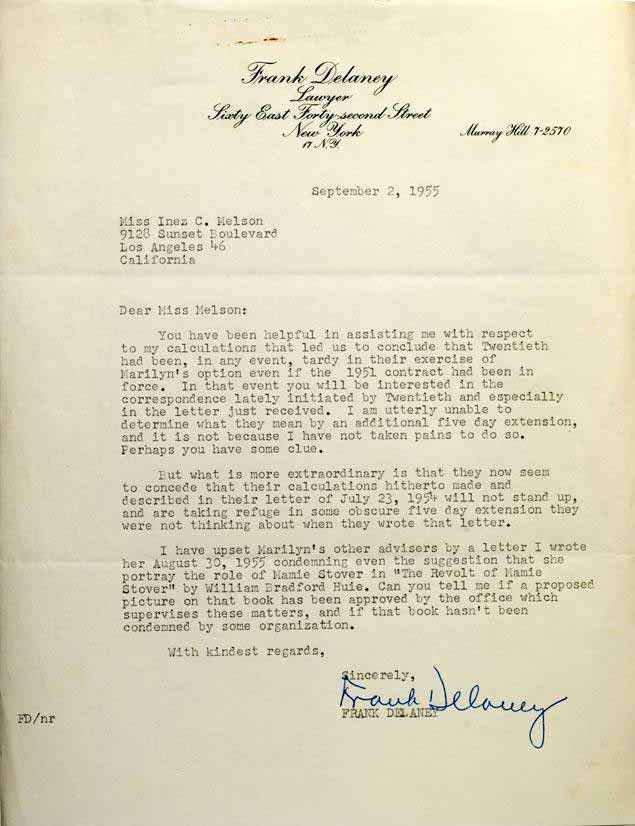 Frank Delaney
Lawyer
Sixty East Forty-second Street
New York
17 N.Y.
Murray Hill 7-2570
September 2, 1955
Miss Inez C. Melson
9128 Sunset Boulevard
Los Angeles 46
California
Dear Miss Melson:
You have been helpful in assisting me with respect
to my calculations that led us to conclude that Twentieth
had been, in any event, tardy in their exercise of
Marilyn's option even if the 1951 contract had been in
force. In that event you will be interested in the
correspondence lately initiated by Twentieth and especially
in the letter just received. I am utterly unable to
determine what they mean by an additional five day extension,
and it is not because I have not taken pains to do so.
Perhaps you have some clue.
But what is more extraordinary is that they now seem
to concede that their calculations hitherto made and
described in their letter of July 23, 1954 will not stand up,
and are taking refuge in some obscure five day extension they
were not thinking about when they wrote that letter.
I have upset Marilyn's other advisers by a letter I wrote
her August 30, 1955 condemning even the suggestion that she
portray the role of Mamie Stover in "The Revolt of Mamie
Stover" by William Bradford Huie. Can you tell me if a proposed
picture on that book has been approved by the office which
supervises these matters, and if that book hasn't been
condemned by some organization.
With kindest regards,
Sincerely,
Frank Delaney
FRANK DELANEY
FD/nr